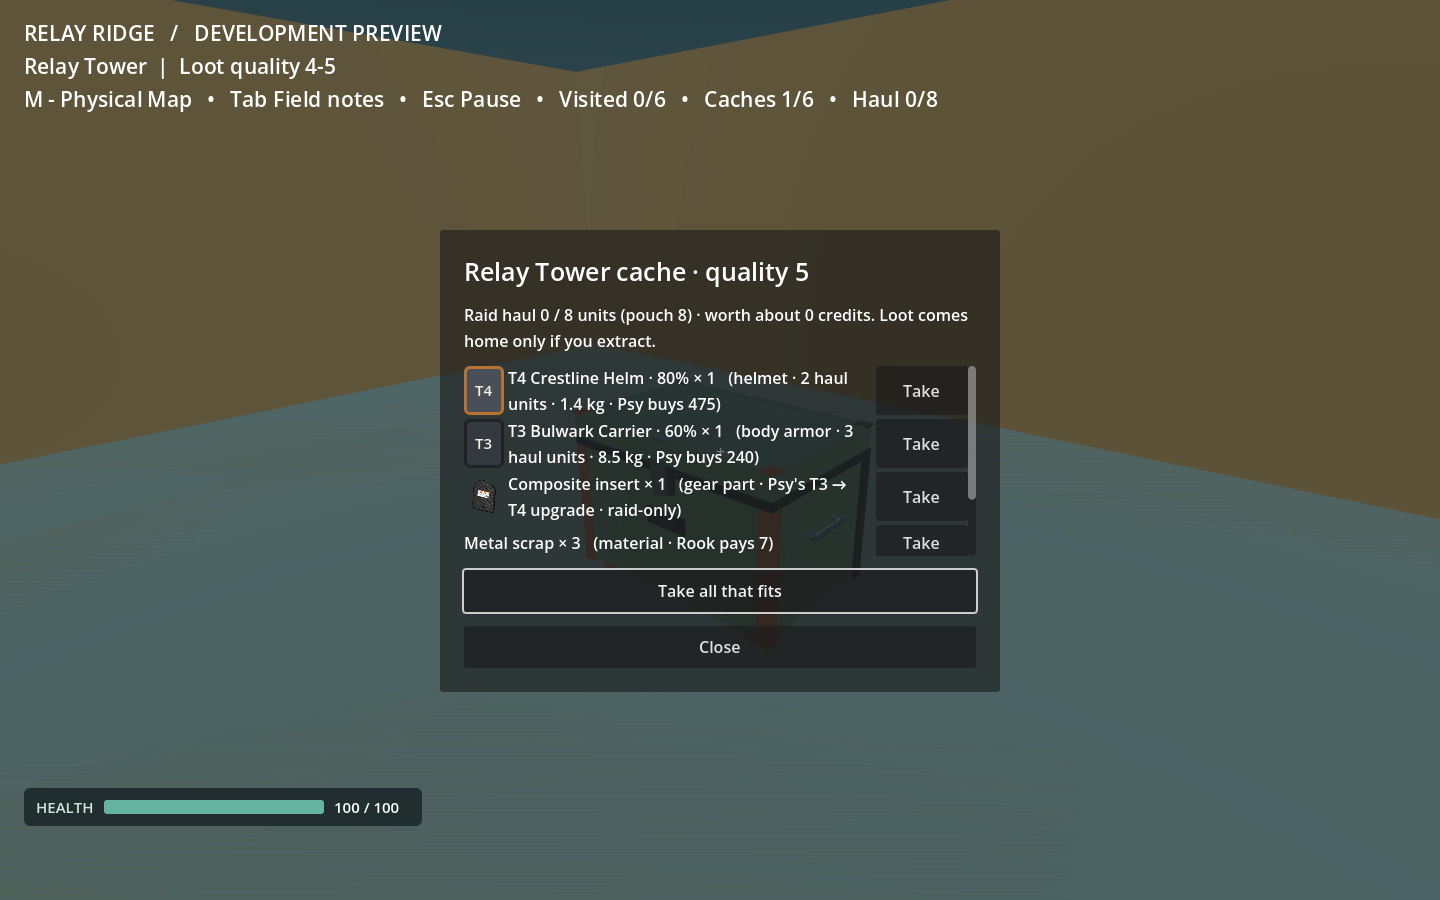 RELAY RIDGE / DEVELOPMENT PREVIEW
Relay Tower | Loot quality 4-5
M - Physical Map • Tab Field notes • Esc Pause • Visited 0/6 • Caches 1/6 • Haul 0/8
Relay Tower cache · quality 5
Raid haul 0 / 8 units (pouch 8) · worth about 0 credits. Loot comes
home only if you extract.
T4
T4 Crestline Helm · 80% × 1 (helmet · 2 haul
units · 1.4 kg · Psy buys 475)
Take
T3
T3 Bulwark Carrier · 60% × 1 (body armor · 3
haul units · 8.5 kg · Psy buys 240)
Take
Composite insert × 1 (gear part · Psy's T3 →
T4 upgrade · raid-only)
Take
Metal scrap × 3 (material · Rook pays 7)
Take
Take all that fits
Close
HEALTH 100 / 100